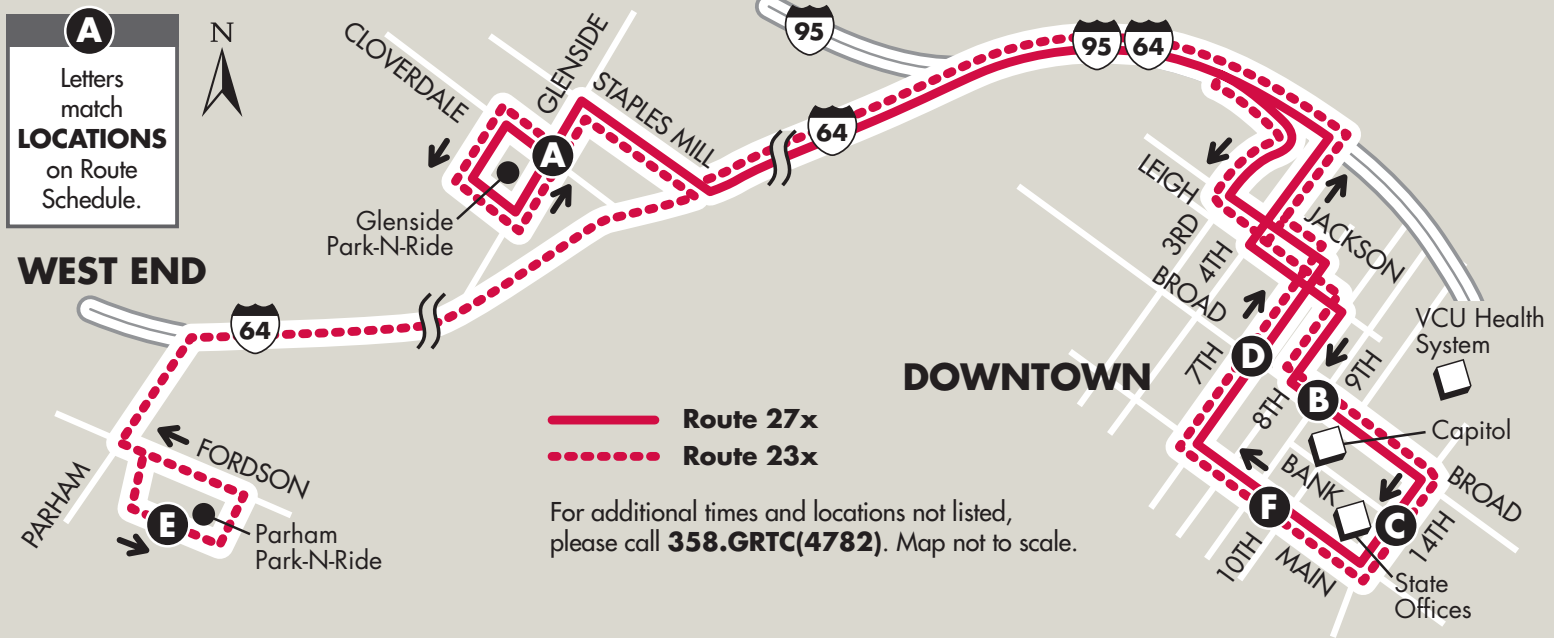 A
Letters
match
LOCATIONS
on Route
Schedule.
N
CLOVERDALE
GLENSIDE
STAPLES MILL
A
Glenside
Park-N-Ride
95
95
64
64
WEST END
64
LEIGH
3RD
4TH
JACKSON
BROAD
7TH
D
DOWNTOWN
8TH
9TH
B
VCU Health
System
Capitol
Route 27x
Route 23x
For additional times and locations not listed,
please call 358.GRTC(4782). Map not to scale.
PARHAM
FORDSON
E
Parham
Park-N-Ride
BANK
BROAD
F
C
14TH
10TH
MAIN
State
Offices